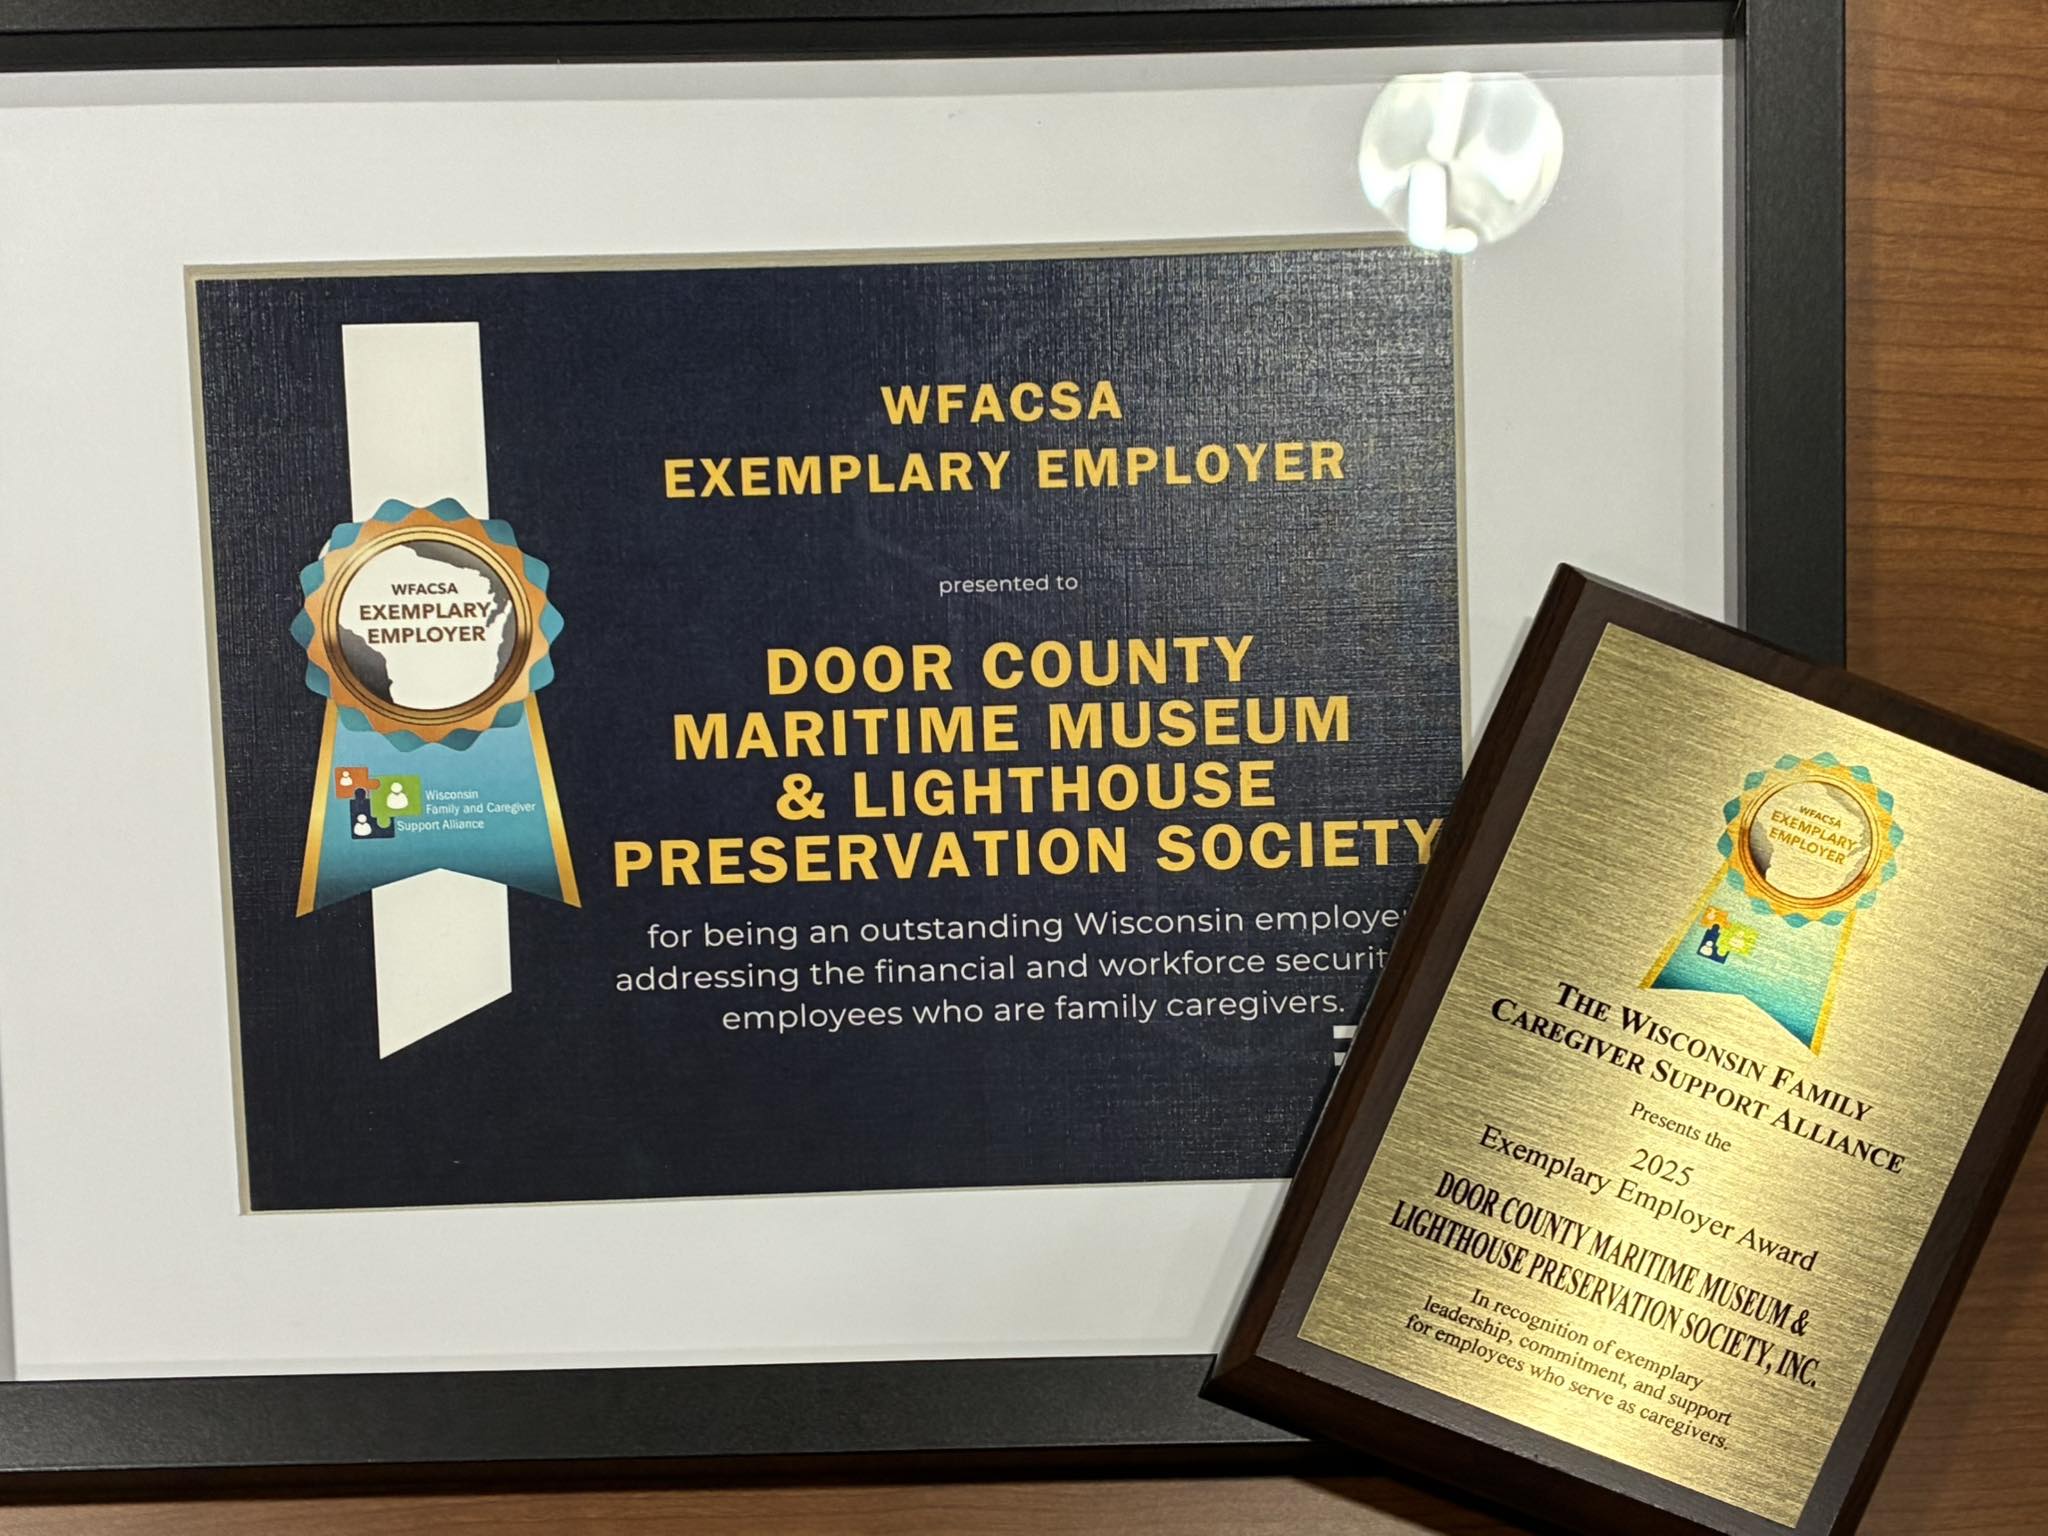 WFACSA
EXEMPLARY EMPLOYER
presented to
DOOR COUNTY
MARITIME MUSEUM
& LIGHTHOUSE
PRESERVATION SOCIETY
for being an outstanding Wisconsin
addressing the financial and workforce
employees who are family caregivers.
WFACSA
EXEMPLARY
EMPLOYER
Wisconsin
Family and Caregiver
Support Alliance
WFACSA
EXEMPLARY
EMPLOYER
THE WISCONSIN FAMILY
CAREGIVER SUPPORT ALLIANCE
Presents the
2025
Exemplary Employer Award
DOOR COUNTY MARITIME MUSEUM &
LIGHTHOUSE PRESERVATION SOCIETY, INC.
In recognition of exemplary
leadership, commitment, and support
for employees who serve as caregivers.